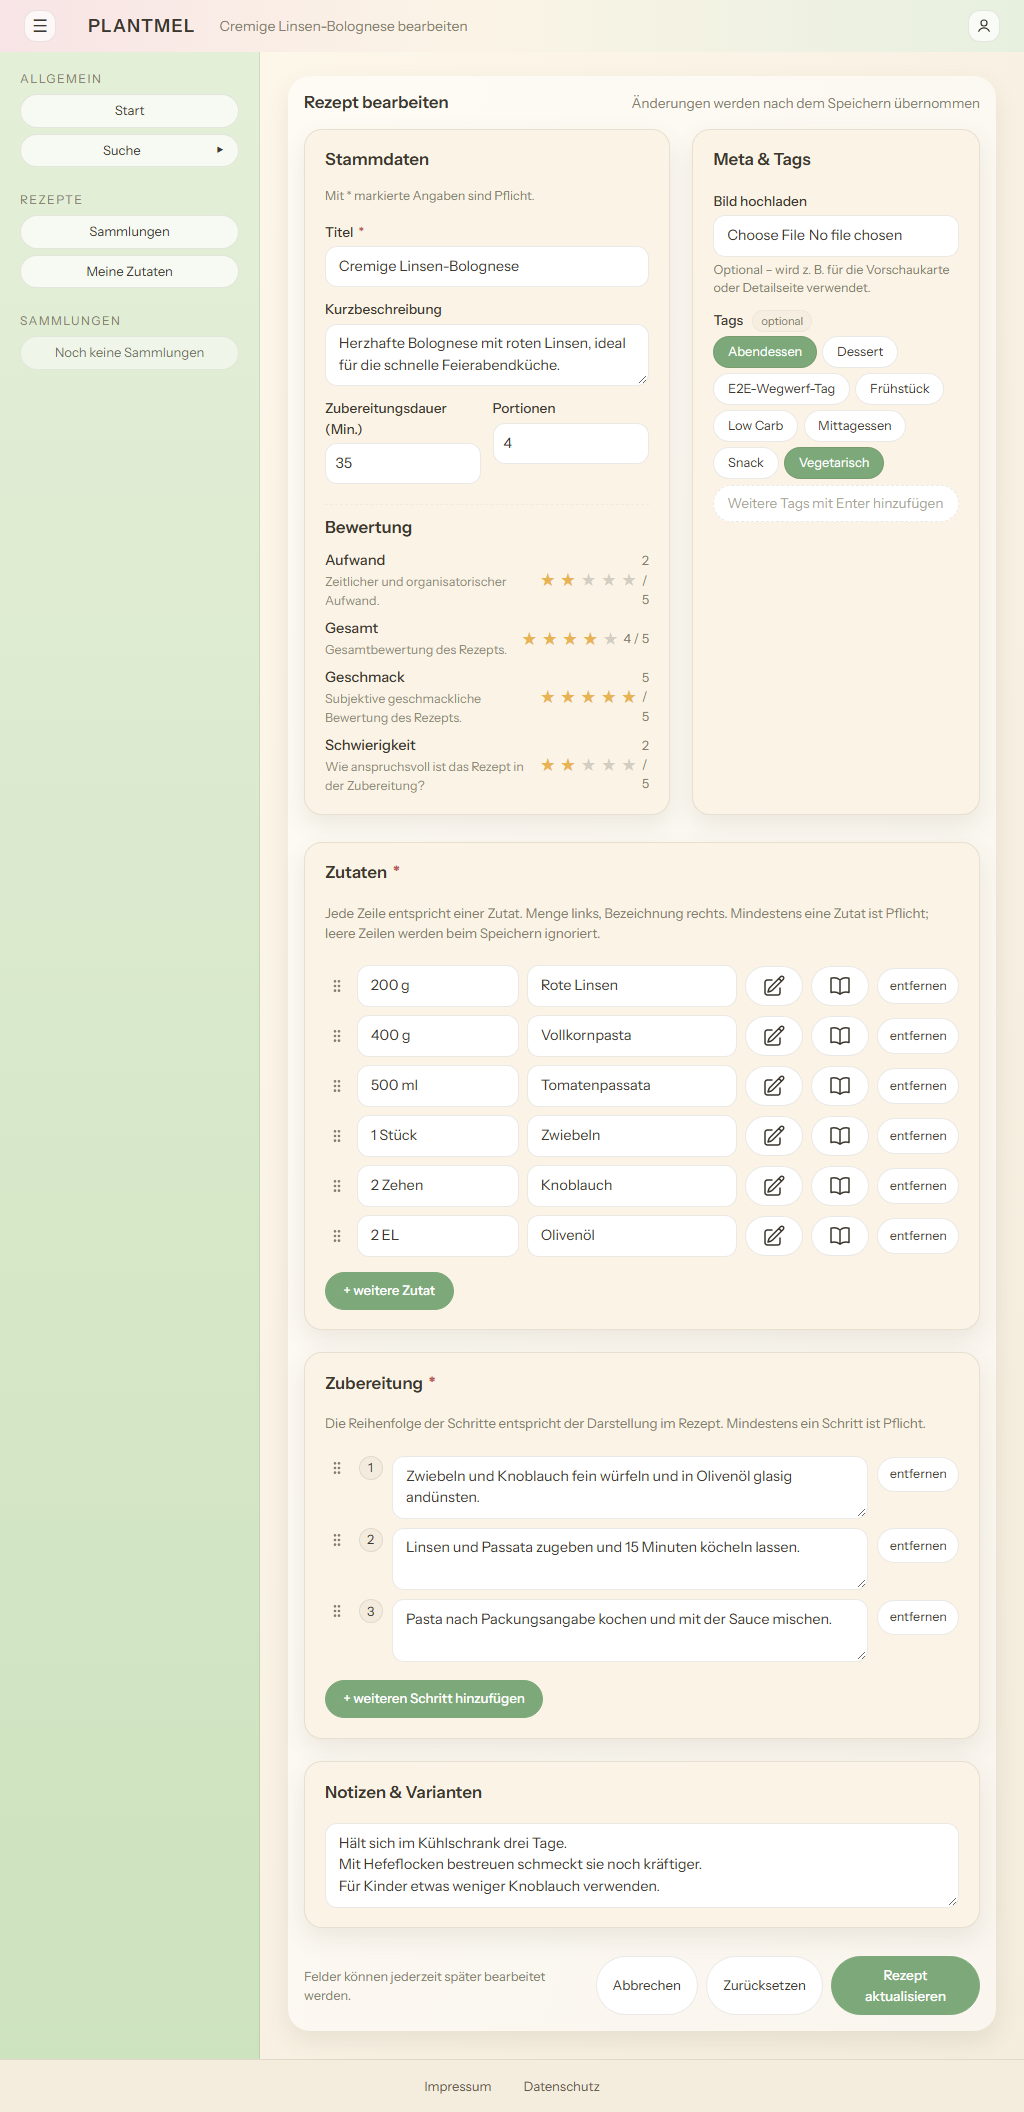 PLANTMEL
Cremige Linsen-Bolognese bearbeiten
ALLGEMEIN
Start
Suche
REZEPTE
Sammlungen
Meine Zutaten
SAMMLUNGEN
Noch keine Sammlungen
Rezept bearbeiten
Änderungen werden nach dem Speichern übernommen
Stammdaten
Mit * markierte Angaben sind Pflicht.
Titel *
Cremige Linsen-Bolognese
Kurzbeschreibung
Herzhafte Bolognese mit roten Linsen, ideal
für die schnelle Feierabendküche.
Zubereitungsdauer
(Min.)
35
Portionen
4
Bewertung
Aufwand
Zeitlicher und organisatorischer
Aufwand.
2
/
5
Gesamt
Gesamtbewertung des Rezepts.
4 / 5
Geschmack
Subjektive geschmackliche
Bewertung des Rezepts.
5
/
5
Schwierigkeit
Wie anspruchsvoll ist das Rezept in
der Zubereitung?
2
/
5
Meta & Tags
Bild hochladen
Choose File No file chosen
Optional – wird z. B. für die Vorschaukarte
oder Detailseite verwendet.
Tags optional
Abendessen Dessert
E2E-Wegwerf-Tag Frühstück
Low Carb Mittagessen
Snack Vegetarisch
Weitere Tags mit Enter hinzufügen
Zutaten *
Jede Zeile entspricht einer Zutat. Menge links, Bezeichnung rechts. Mindestens eine Zutat ist Pflicht;
leere Zeilen werden beim Speichern ignoriert.
200 g Rote Linsen entfernen
400 g Vollkornpasta entfernen
500 ml Tomatenpassata entfernen
1 Stück Zwiebeln entfernen
2 Zehen Knoblauch entfernen
2 EL Olivenöl entfernen
+ weitere Zutat
Zubereitung *
Die Reihenfolge der Schritte entspricht der Darstellung im Rezept. Mindestens ein Schritt ist Pflicht.
1
Zwiebeln und Knoblauch fein würfeln und in Olivenöl glasig
andünsten.
entfernen
2
Linsen und Passata zugeben und 15 Minuten köcheln lassen.
entfernen
3
Pasta nach Packungsangabe kochen und mit der Sauce mischen.
entfernen
+ weiteren Schritt hinzufügen
Notizen & Varianten
Hält sich im Kühlschrank drei Tage.
Mit Hefeflocken bestreuen schmeckt sie noch kräftiger.
Für Kinder etwas weniger Knoblauch verwenden.
Felder können jederzeit später bearbeitet
werden.
Abbrechen
Zurücksetzen
Rezept
aktualisieren
Impressum
Datenschutz